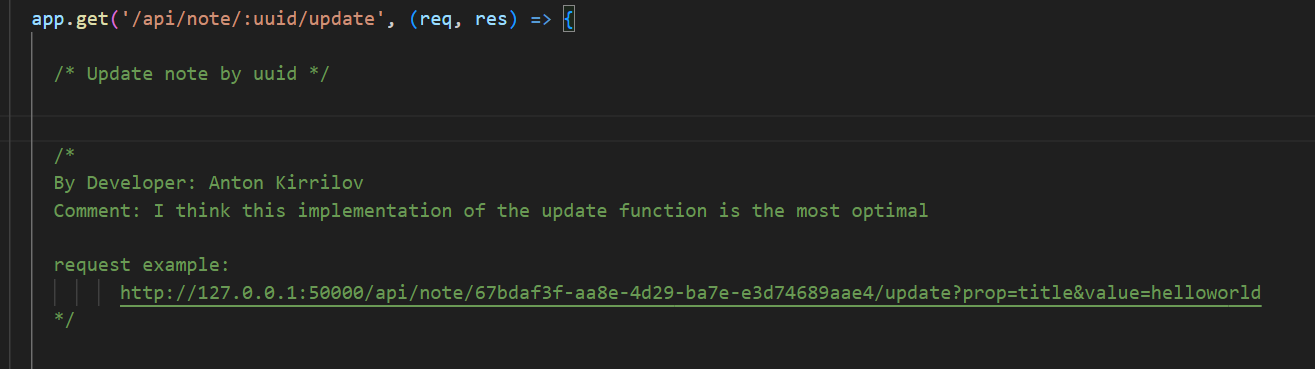 app.get('/api/note/:uuid/update', (req, res) => {
/* Update note by uuid */
/*
By Developer: Anton Kirrilov
Comment: I think this implementation of the update function is the most optimal
request example:
http://127.0.0.1:50000/api/note/67bdaf3f-aa8e-4d29-ba7e-e3d74689aae4/update?prop=title&value=helloworld
*/